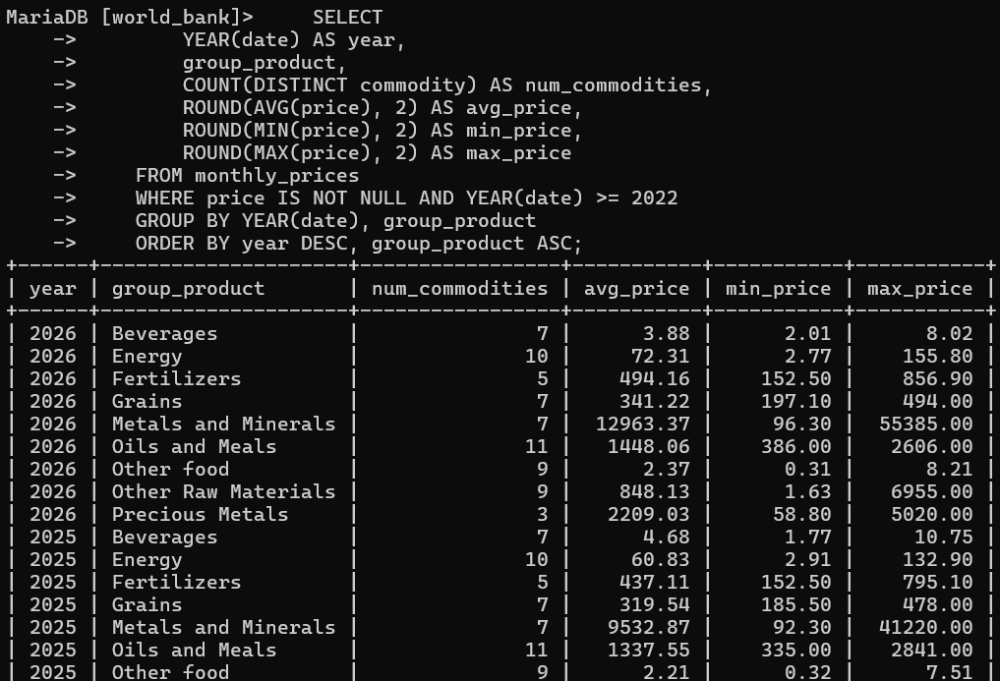 MariaDB [world_bank]>     SELECT
    ->         YEAR(date) AS year,
    ->         group_product,
    ->         COUNT(DISTINCT commodity) AS num_commodities,
    ->         ROUND(AVG(price), 2) AS avg_price,
    ->         ROUND(MIN(price), 2) AS min_price,
    ->         ROUND(MAX(price), 2) AS max_price
    ->     FROM monthly_prices
    ->     WHERE price IS NOT NULL AND YEAR(date) >= 2022
    ->     GROUP BY YEAR(date), group_product
    ->     ORDER BY year DESC, group_product ASC;
+------+---------------------+-----------------+-----------+-----------+-----------+
| year | group_product       | num_commodities | avg_price | min_price | max_price |
+------+---------------------+-----------------+-----------+-----------+-----------+
| 2026 | Beverages           |               7 |      3.88 |      2.01 |      8.02 |
| 2026 | Energy              |              10 |     72.31 |      2.77 |    155.80 |
| 2026 | Fertilizers         |               5 |    494.16 |    152.50 |    856.90 |
| 2026 | Grains              |               7 |    341.22 |    197.10 |    494.00 |
| 2026 | Metals and Minerals |               7 |  12963.37 |     96.30 |  55385.00 |
| 2026 | Oils and Meals      |              11 |   1448.06 |    386.00 |   2606.00 |
| 2026 | Other food          |               9 |      2.37 |      0.31 |      8.21 |
| 2026 | Other Raw Materials |               9 |    848.13 |      1.63 |   6955.00 |
| 2026 | Precious Metals     |               3 |   2209.03 |     58.80 |   5020.00 |
| 2025 | Beverages           |               7 |      4.68 |      1.77 |     10.75 |
| 2025 | Energy              |              10 |     60.83 |      2.91 |    132.90 |
| 2025 | Fertilizers         |               5 |    437.11 |    152.50 |    795.10 |
| 2025 | Grains              |               7 |    319.54 |    185.50 |    478.00 |
| 2025 | Metals and Minerals |               7 |   9532.87 |     92.30 |  41220.00 |
| 2025 | Oils and Meals      |              11 |   1337.55 |    335.00 |   2841.00 |
| 2025 | Other food          |               9 |      2.21 |      0.32 |      7.51 |